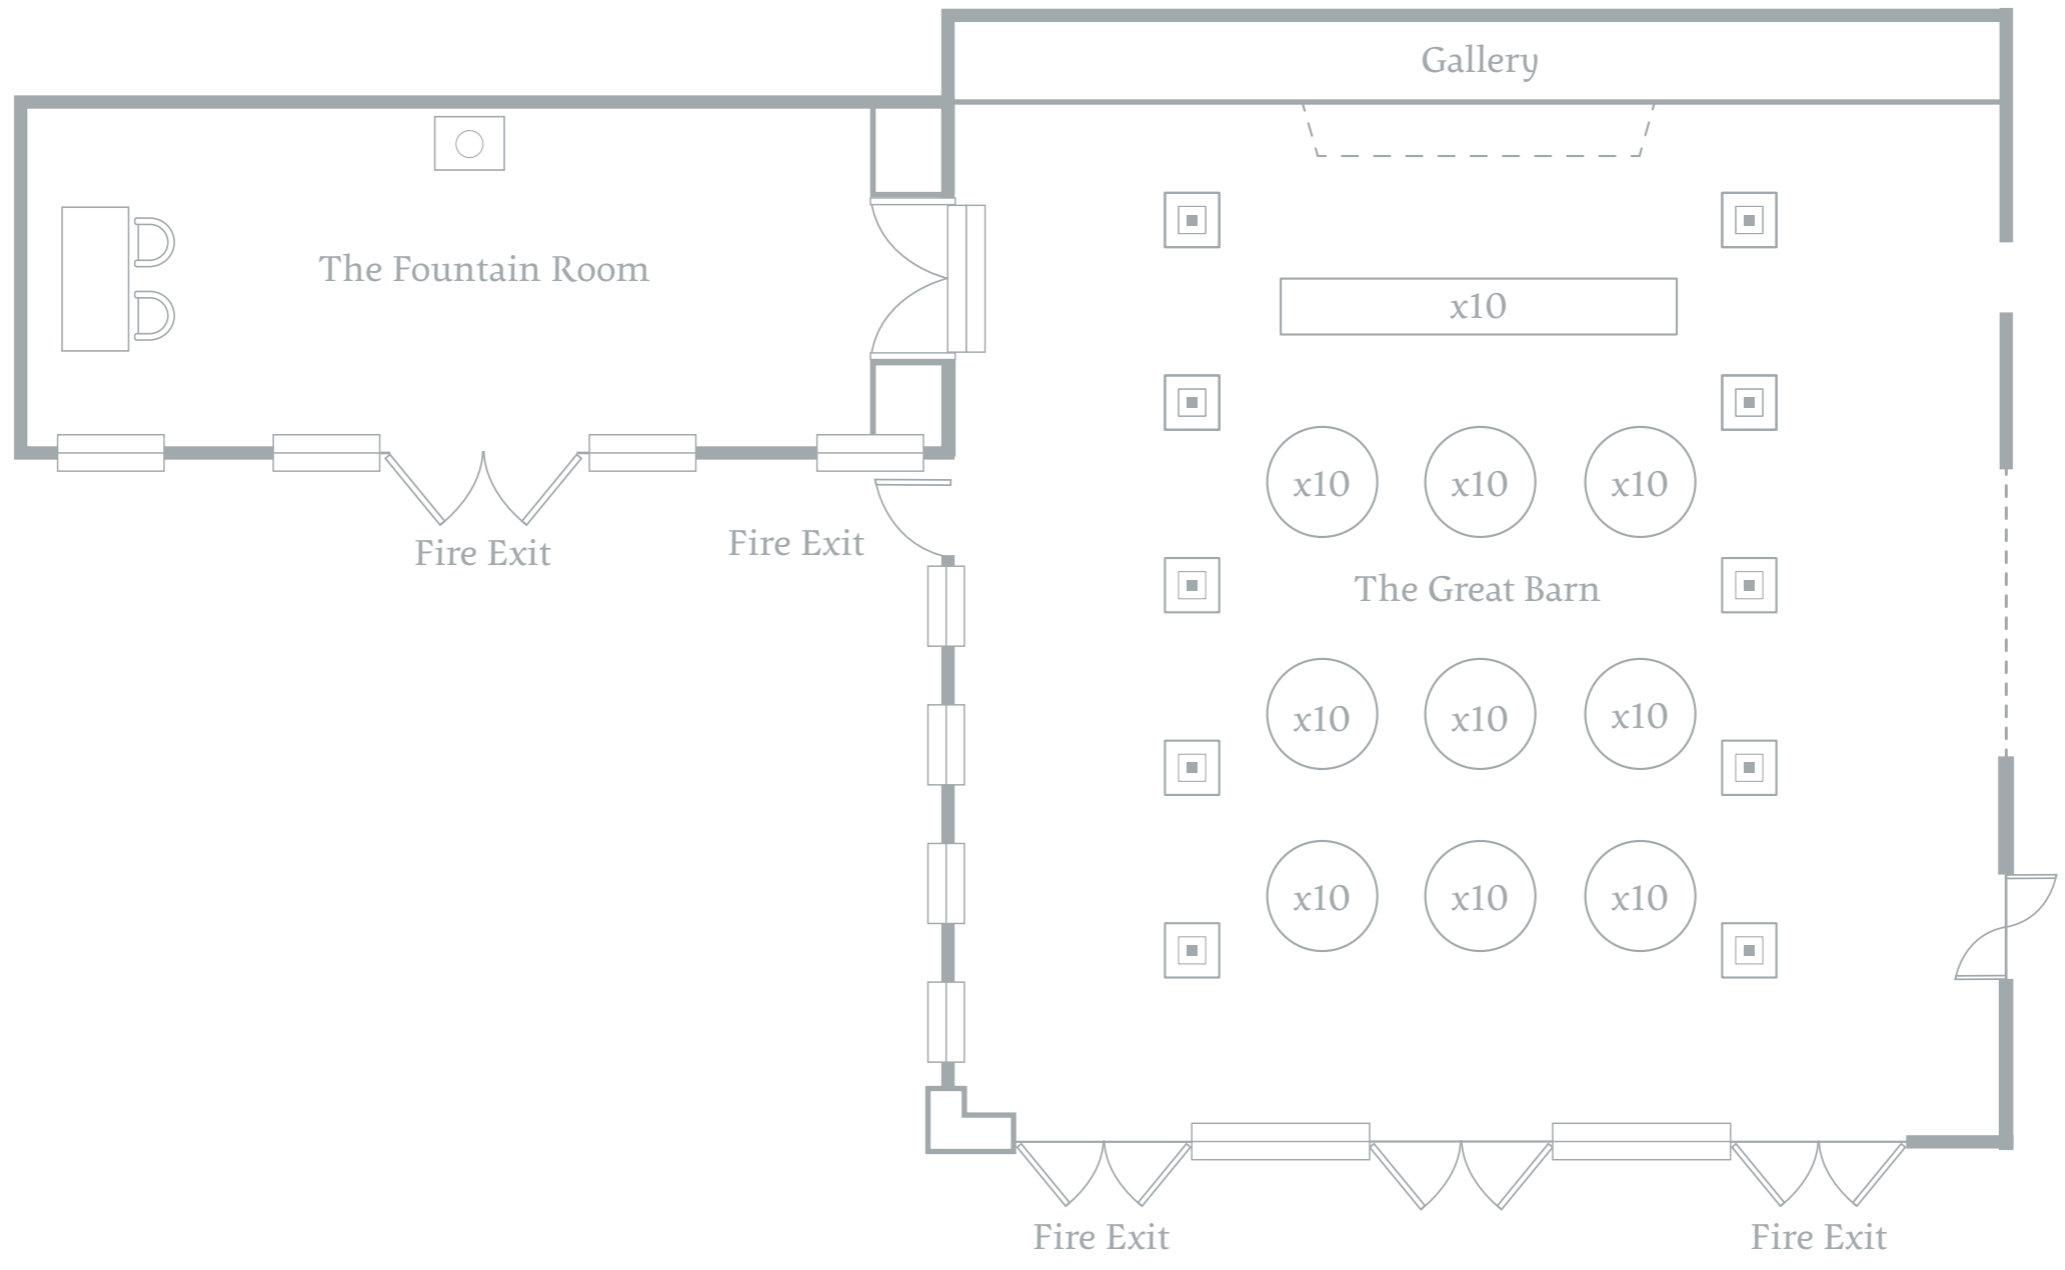 Gallery
The Fountain Room
x10
x10 x10 x10
Fire Exit
Fire Exit
The Great Barn
x10 x10 x10
x10 x10 x10
Fire Exit
Fire Exit